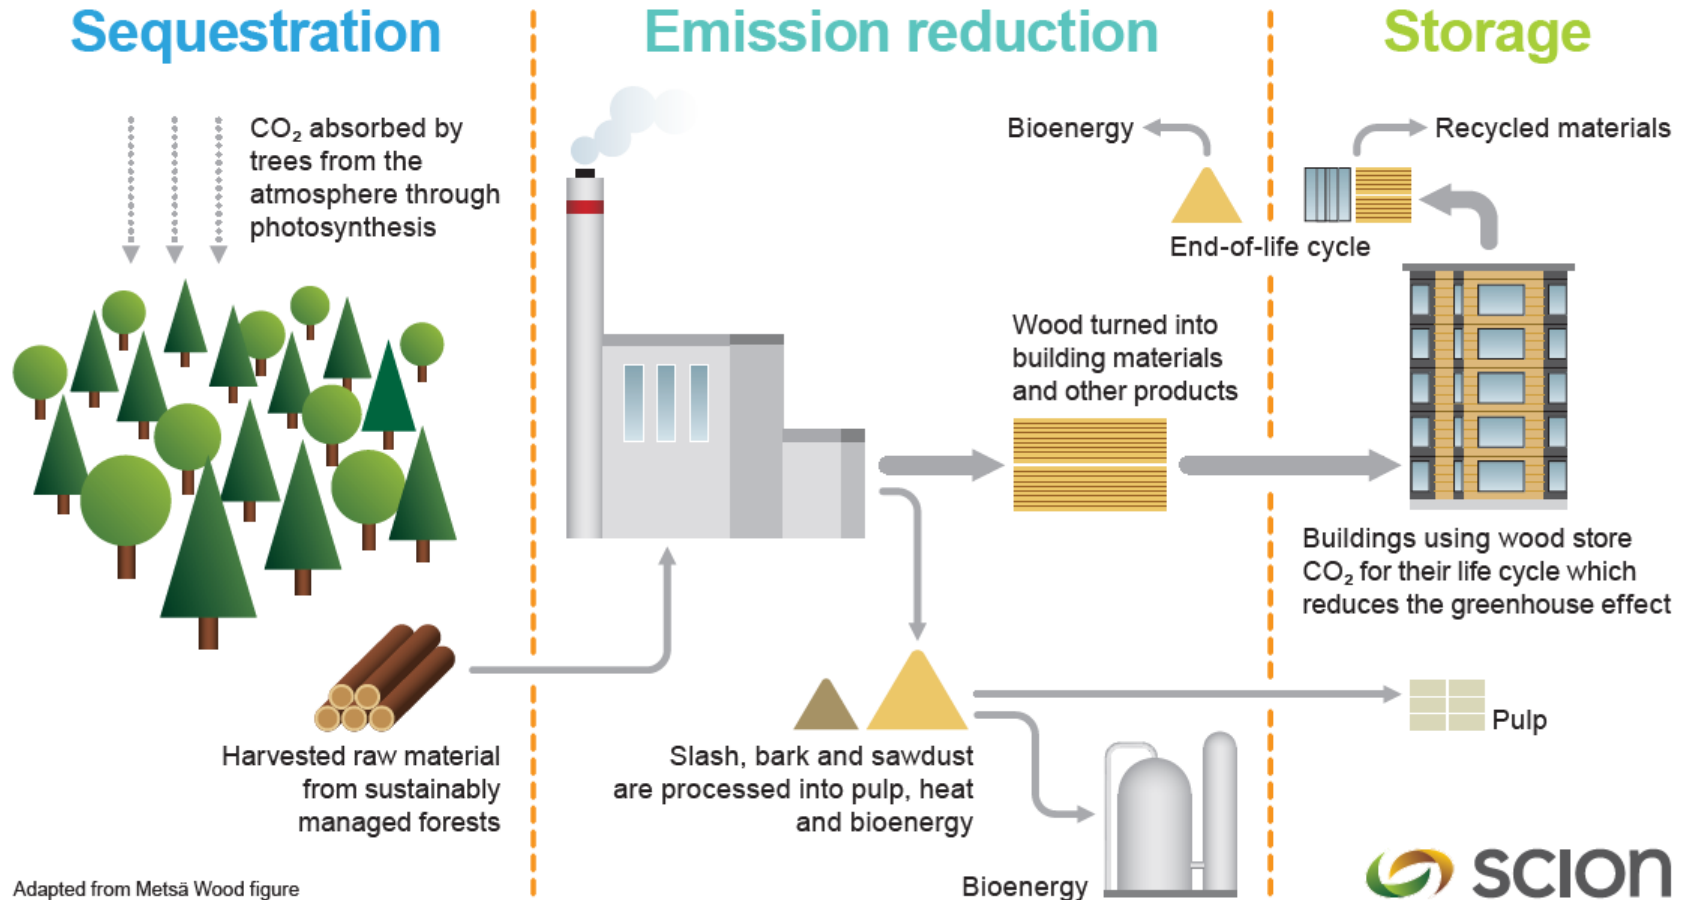 Sequestration
Emission reduction
Storage
CO₂ absorbed by
trees from the
atmosphere through
photosynthesis
Bioenergy
Recycled materials
End-of-life cycle
Wood turned into
building materials
and other products
Buildings using wood store
CO₂ for their life cycle which
reduces the greenhouse effect
Harvested raw material
from sustainably
managed forests
Slash, bark and sawdust
are processed into pulp, heat
and bioenergy
Pulp
Bioenergy
Adapted from Metsä Wood figure
SCION